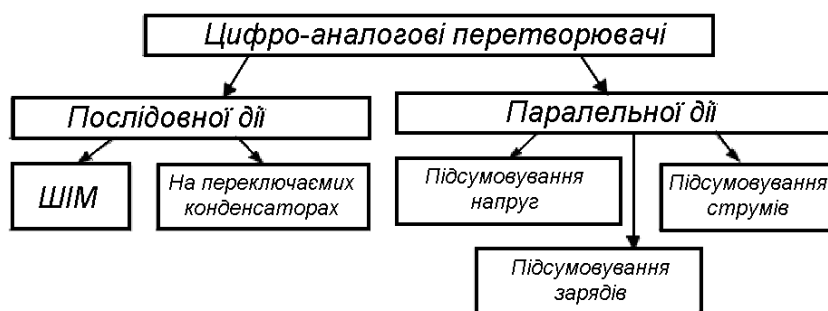 Цифро-аналогові перетворювачі
Послідовної дії
Паралельної дії
ШІМ
На переключаємих
конденсаторах
Підсумовування
напруг
Підсумовування
струмів
Підсумовування
зарядів